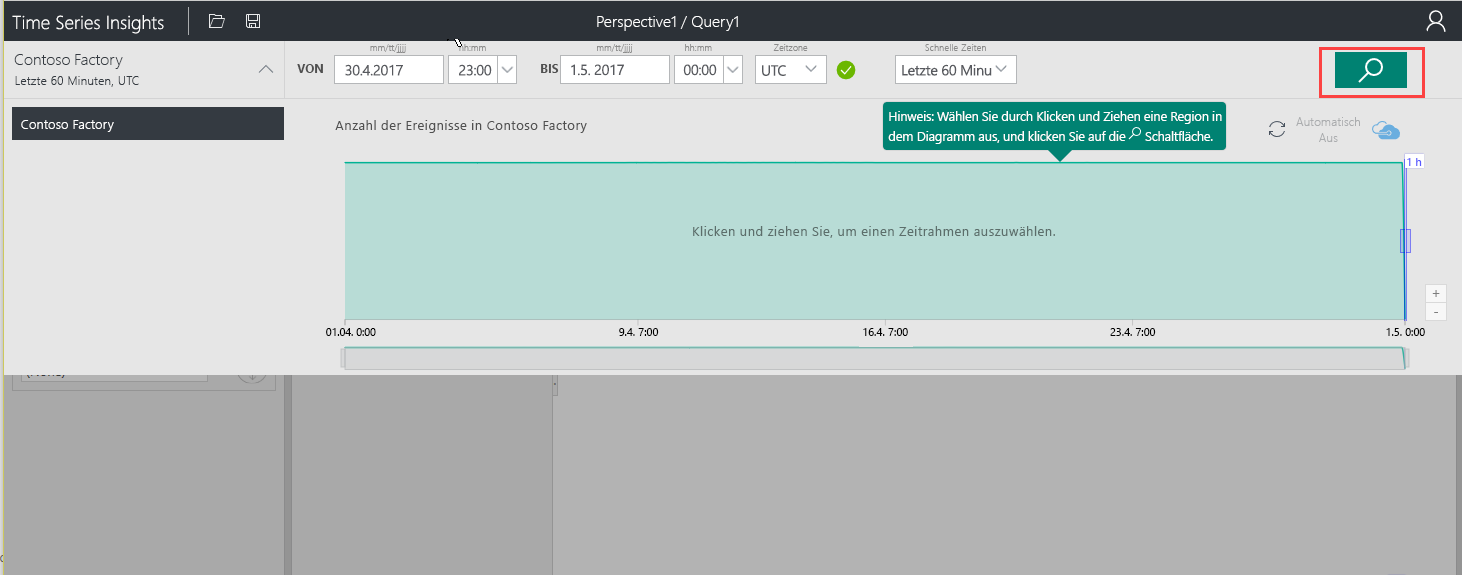 Time Series Insights
Perspective1 / Query1
Contoso Factory
Letzte 60 Minuten, UTC
mm/tt/jjjj
hh:mm
mm/tt/jjjj
hh:mm
Zeitzone
Schnelle Zeiten
VON
30.4.2017
23:00
BIS
1.5. 2017
00:00
UTC
Letzte 60 Minu
Contoso Factory
Anzahl der Ereignisse in Contoso Factory
Hinweis: Wählen Sie durch Klicken und Ziehen eine Region in
dem Diagramm aus, und klicken Sie auf die Schaltfläche.
Automatisch
Aus
1 h
Klicken und ziehen Sie, um einen Zeitrahmen auszuwählen.
+
-
01.04. 0:00
9.4. 7:00
16.4. 7:00
23.4. 7:00
1.5. 0:00